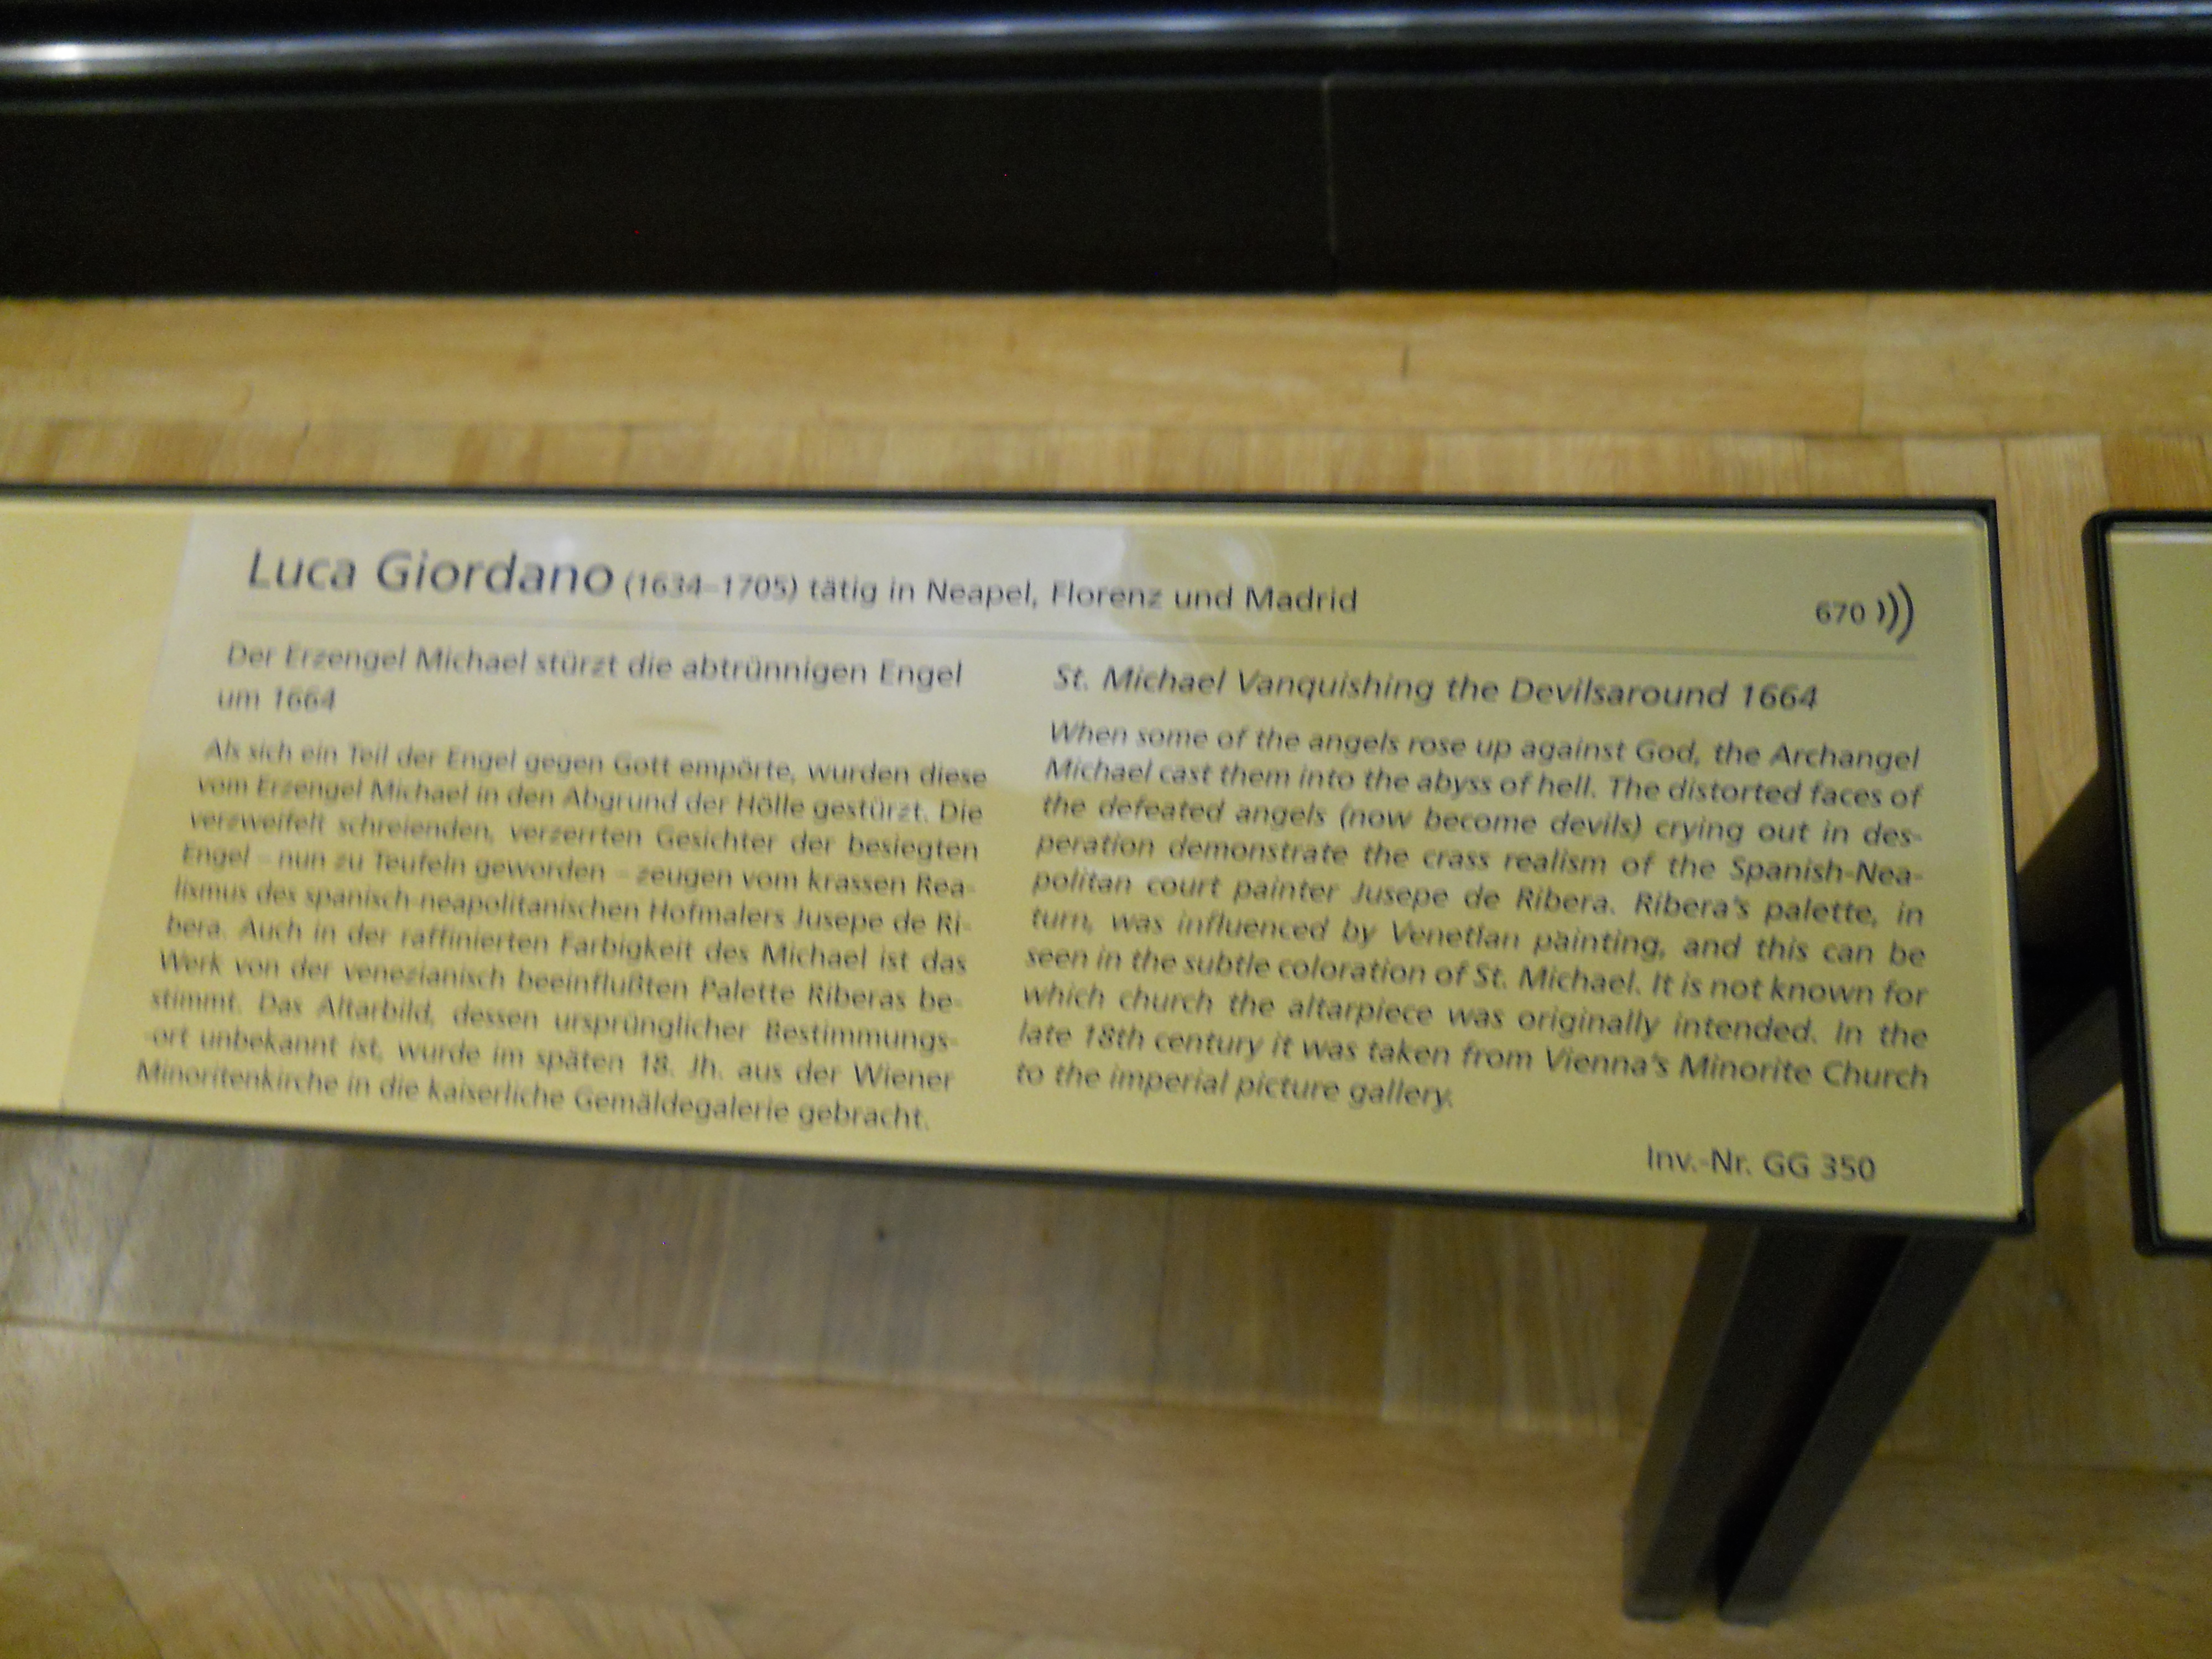 Luca Giordano (1634–1705) tätig in Neapel, Florenz und Madrid
670
Der Erzengel Michael stürzt die abtrünnigen Engel
um 1664
Als sich ein Teil der Engel gegen Gott empörte, wurden diese
vom Erzengel Michael in den Abgrund der Hölle gestürzt. Die
verzweifelt schreienden, verzerrten Gesichter der besiegten
Engel – nun zu Teufeln geworden – zeugen vom krassen Rea-
lismus des spanisch-neapolitanischen Hofmalers Jusepe de Ri-
bera. Auch in der raffinierten Farbigkeit des Michael ist das
Werk von der venezianisch beeinflußten Palette Riberas be-
stimmt. Das Altarbild, dessen ursprünglicher Bestimmungs-
-ort unbekannt ist, wurde im späten 18. Jh. aus der Wiener
Minoritenkirche in die kaiserliche Gemäldegalerie gebracht.
St. Michael Vanquishing the Devilsaround 1664
When some of the angels rose up against God, the Archangel
Michael cast them into the abyss of hell. The distorted faces of
the defeated angels (now become devils) crying out in des-
peration demonstrate the crass realism of the Spanish-Nea-
politan court painter Jusepe de Ribera. Ribera's palette, in
turn, was influenced by Venetian painting, and this can be
seen in the subtle coloration of St. Michael. It is not known for
which church the altarpiece was originally intended. In the
late 18th century it was taken from Vienna's Minorite Church
to the imperial picture gallery.
Inv.-Nr. GG 350